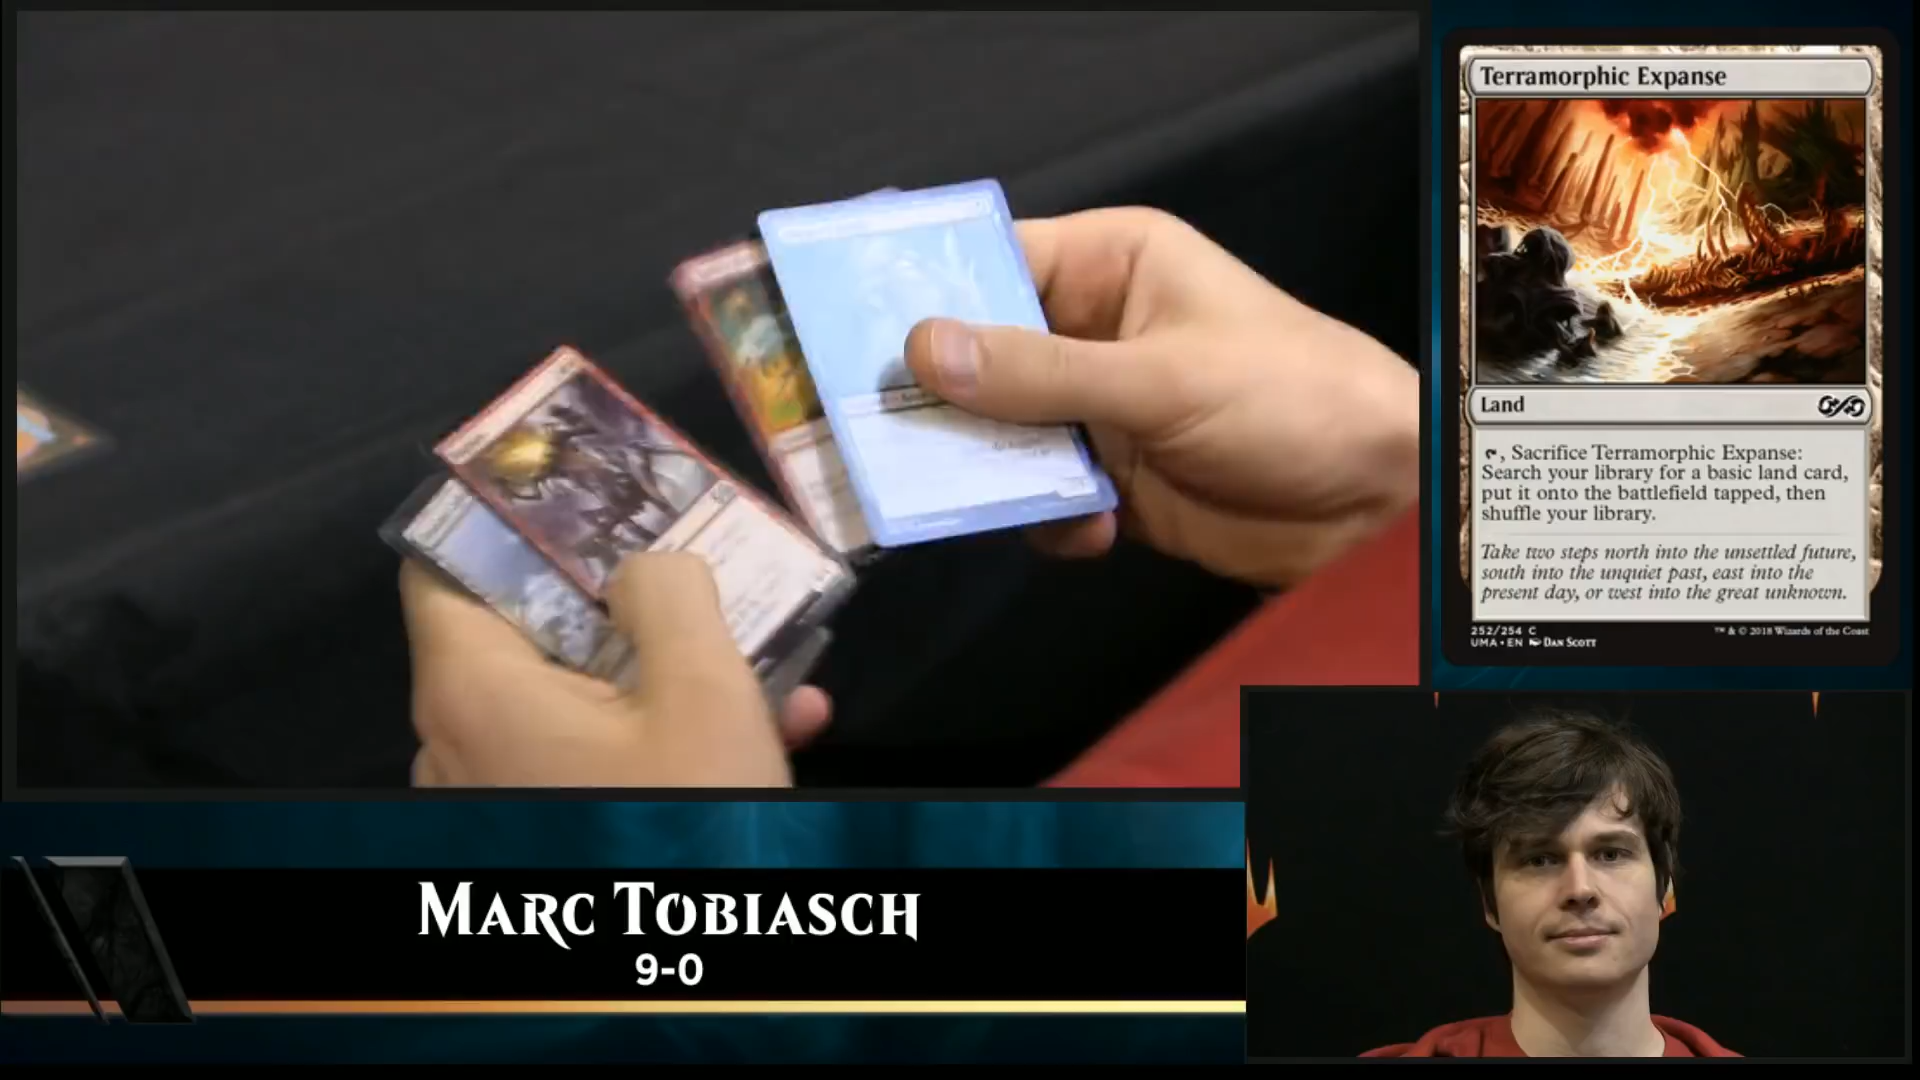 Terramorphic Expanse
Land
, Sacrifice Terramorphic Expanse:
Search your library for a basic land card,
put it onto the battlefield tapped, then
shuffle your library.
Take two steps north into the unsettled future,
south into the unquiet past, east into the
present day, or west into the great unknown.
252/254 C
™ & © 2018 Wizards of the Coast
UMA • EN DAN SCOTT
MARC TOBIASCH
9-0